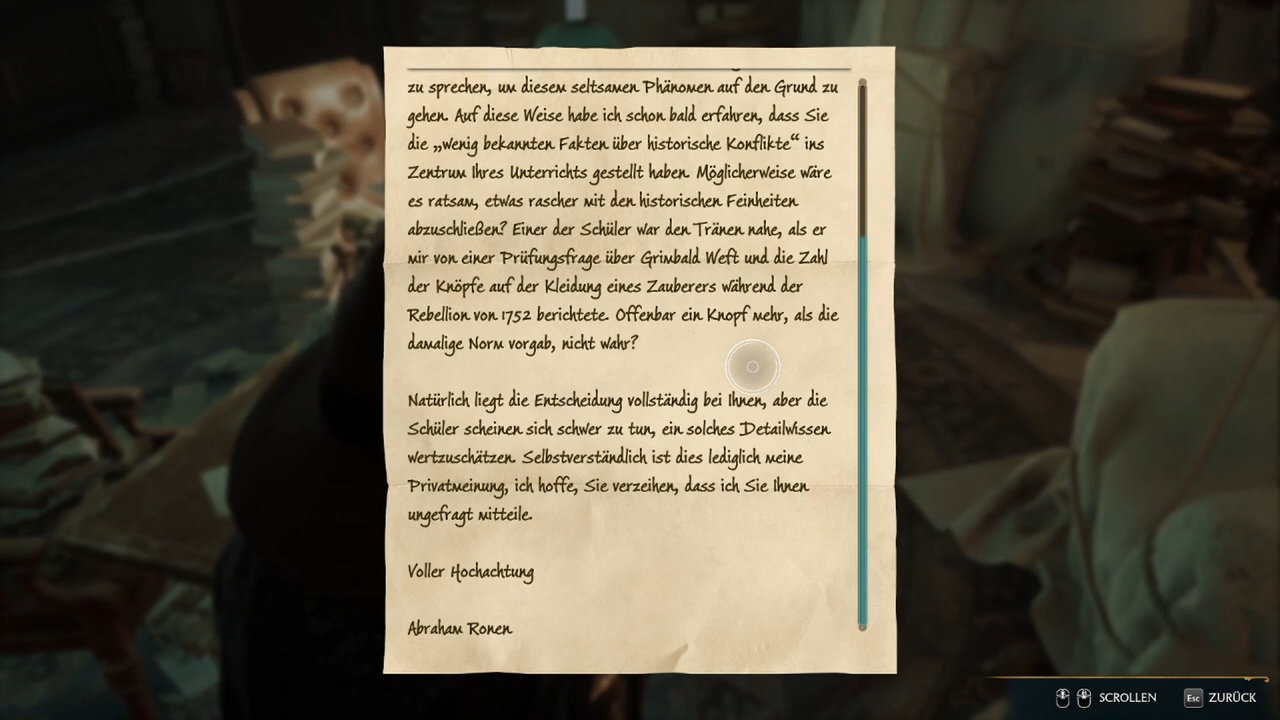 zu sprechen, um diesem seltsamen Phänomen auf den Grund zu
gehen. Auf diese Weise habe ich schon bald erfahren, dass Sie
die „wenig bekannten Fakten über historische Konflikte“ ins
Zentrum Ihres Unterrichts gestellt haben. Möglicherweise wäre
es ratsam, etwas rascher mit den historischen Feinheiten
abzuschließen? Einer der Schüler war den Tränen nahe, als er
mir von einer Prüfungsfrage über Grimbald Weft und die Zahl
der Knöpfe auf der Kleidung eines Zauberers während der
Rebellion von 1752 berichtete. Offenbar ein Knopf mehr, als die
damalige Norm vorgab, nicht wahr?
Natürlich liegt die Entscheidung vollständig bei Ihnen, aber die
Schüler scheinen sich schwer zu tun, ein solches Detailwissen
wertzuschätzen. Selbstverständlich ist dies lediglich meine
Privatmeinung, ich hoffe, Sie verzeihen, dass ich Sie Ihnen
ungefragt mitteile.
Voller Hochachtung
Abraham Ronen
SCROLLEN
Esc ZURÜCK